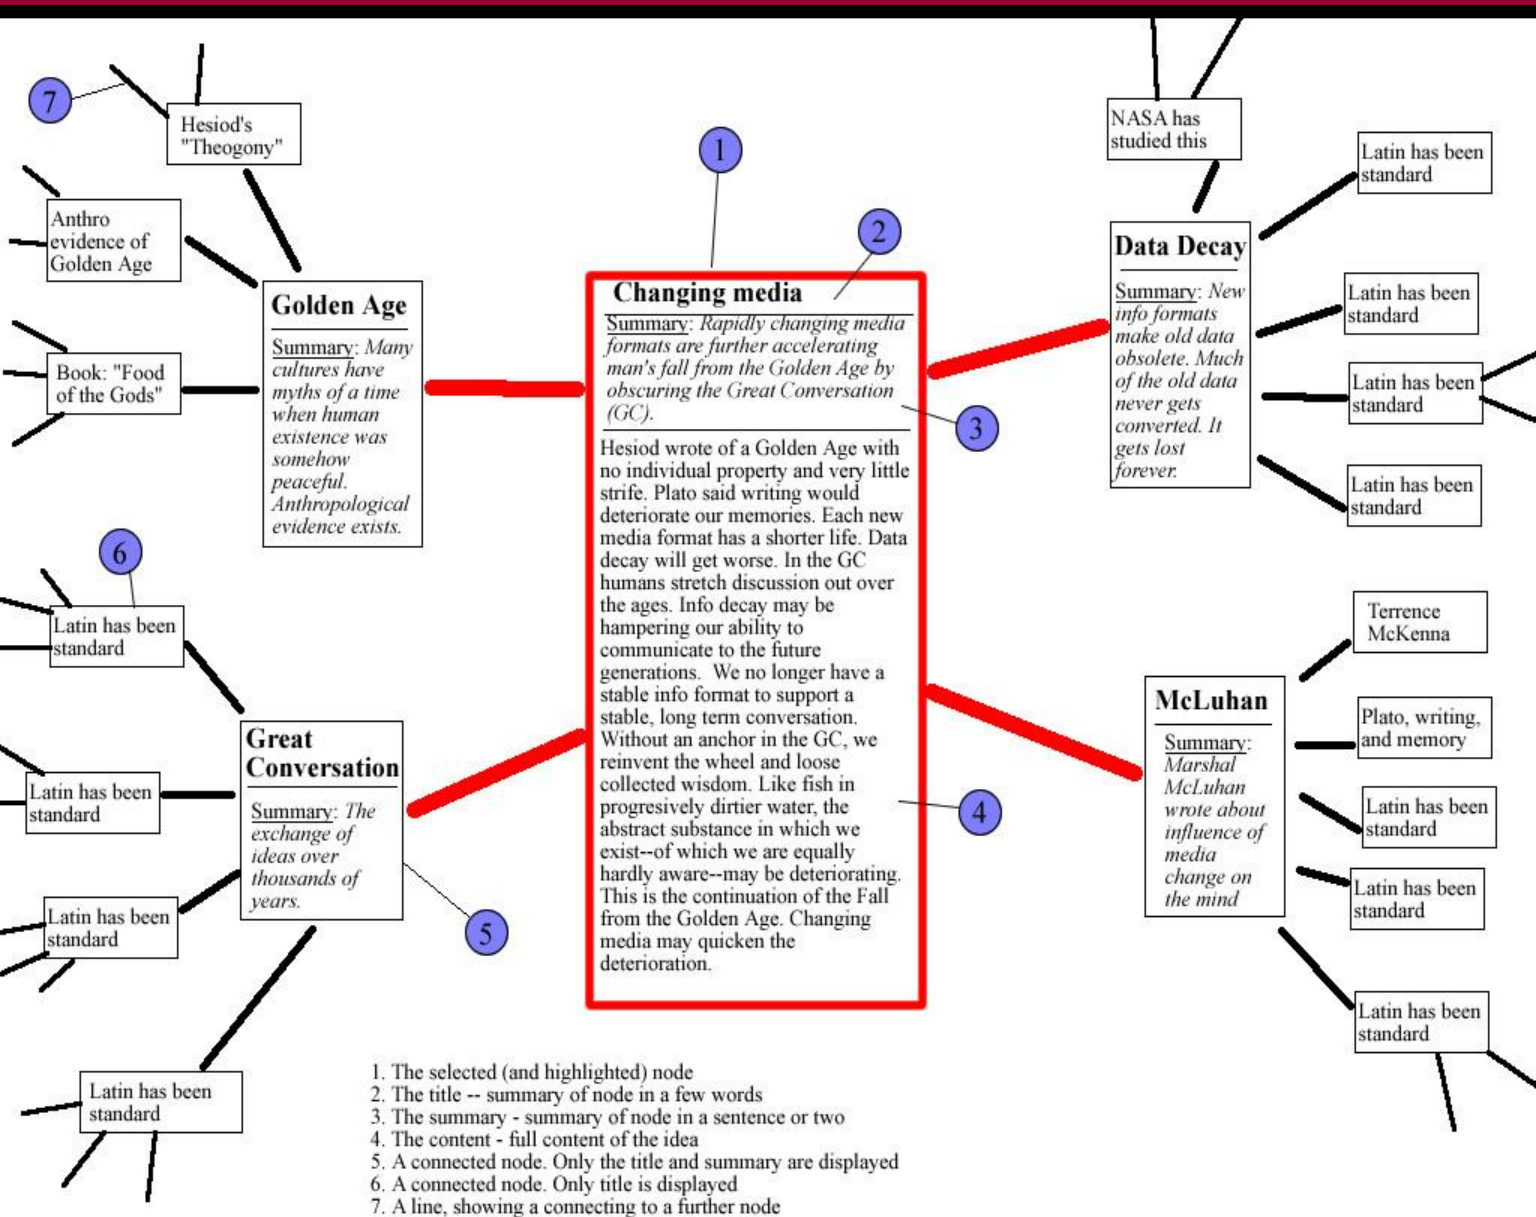 7
Hesiod's
"Theogony"
Anthro
evidence of
Golden Age
Book: "Food
of the Gods"
Golden Age
Summary: Many
cultures have
myths of a time
when human
existence was
somehow
peaceful.
Anthropological
evidence exists.
6
Latin has been
standard
Latin has been
standard
Latin has been
standard
Latin has been
standard
Great
Conversation
Summary: The
exchange of
ideas over
thousands of
years.
5
1
2
Changing media
Summary: Rapidly changing media
formats are further accelerating
man's fall from the Golden Age by
obscuring the Great Conversation
(GC).
3
Hesiod wrote of a Golden Age with
no individual property and very little
strife. Plato said writing would
deteriorate our memories. Each new
media format has a shorter life. Data
decay will get worse. In the GC
humans stretch discussion out over
the ages. Info decay may be
hampering our ability to
communicate to the future
generations.  We no longer have a
stable info format to support a
stable, long term conversation.
Without an anchor in the GC, we
reinvent the wheel and loose
collected wisdom. Like fish in
progresively dirtier water, the
abstract substance in which we
exist--of which we are equally
hardly aware--may be deteriorating.
This is the continuation of the Fall
from the Golden Age. Changing
media may quicken the
deterioration.
4
NASA has
studied this
Data Decay
Summary: New
info formats
make old data
obsolete. Much
of the old data
never gets
converted. It
gets lost
forever.
Latin has been
standard
Latin has been
standard
Latin has been
standard
Latin has been
standard
McLuhan
Summary:
Marshal
McLuhan
wrote about
influence of
media
change on
the mind
Terrence
McKenna
Plato, writing,
and memory
Latin has been
standard
Latin has been
standard
Latin has been
standard
1. The selected (and highlighted) node
2. The title -- summary of node in a few words
3. The summary - summary of node in a sentence or two
4. The content - full content of the idea
5. A connected node. Only the title and summary are displayed
6. A connected node. Only title is displayed
7. A line, showing a connecting to a further node